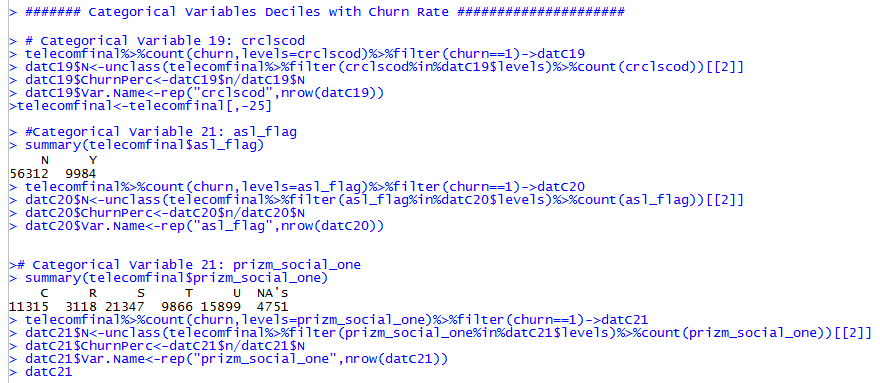 > ####### Categorical Variables Deciles with Churn Rate #####################
> # Categorical Variable 19: crclscod
> telecomfinal%>%count(churn,levels=crclscod)%>%filter(churn==1)->datC19
> datC19$N<-unclass(telecomfinal%>%filter(crclscod%in%datC19$levels)%>%count(crclscod))[[2]]
> datC19$ChurnPerc<-datC19$n/datC19$N
> datC19$Var.Name<-rep("crclscod",nrow(datC19))
>telecomfinal<-telecomfinal[,-25]
> #Categorical Variable 21: asl_flag
> summary(telecomfinal$asl_flag)
N Y
56312 9984
> telecomfinal%>%count(churn,levels=asl_flag)%>%filter(churn==1)->datC20
> datC20$N<-unclass(telecomfinal%>%filter(asl_flag%in%datC20$levels)%>%count(asl_flag))[[2]]
> datC20$ChurnPerc<-datC20$n/datC20$N
> datC20$Var.Name<-rep("asl_flag",nrow(datC20))
># Categorical Variable 21: prizm_social_one
> summary(telecomfinal$prizm_social_one)
C R S T U NA's
11315 3118 21347 9866 15899 4751
> telecomfinal%>%count(churn,levels=prizm_social_one)%>%filter(churn==1)->datC21
> datC21$N<-unclass(telecomfinal%>%filter(prizm_social_one%in%datC21$levels)%>%count(prizm_social_one))[[2]]
> datC21$ChurnPerc<-datC21$n/datC21$N
> datC21$Var.Name<-rep("prizm_social_one",nrow(datC21))
> datC21